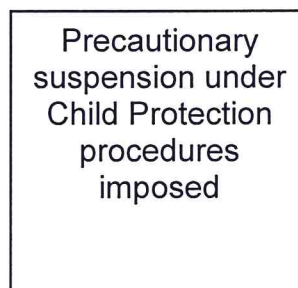 Precautionary
suspension under
Child Protection
procedures
imposed